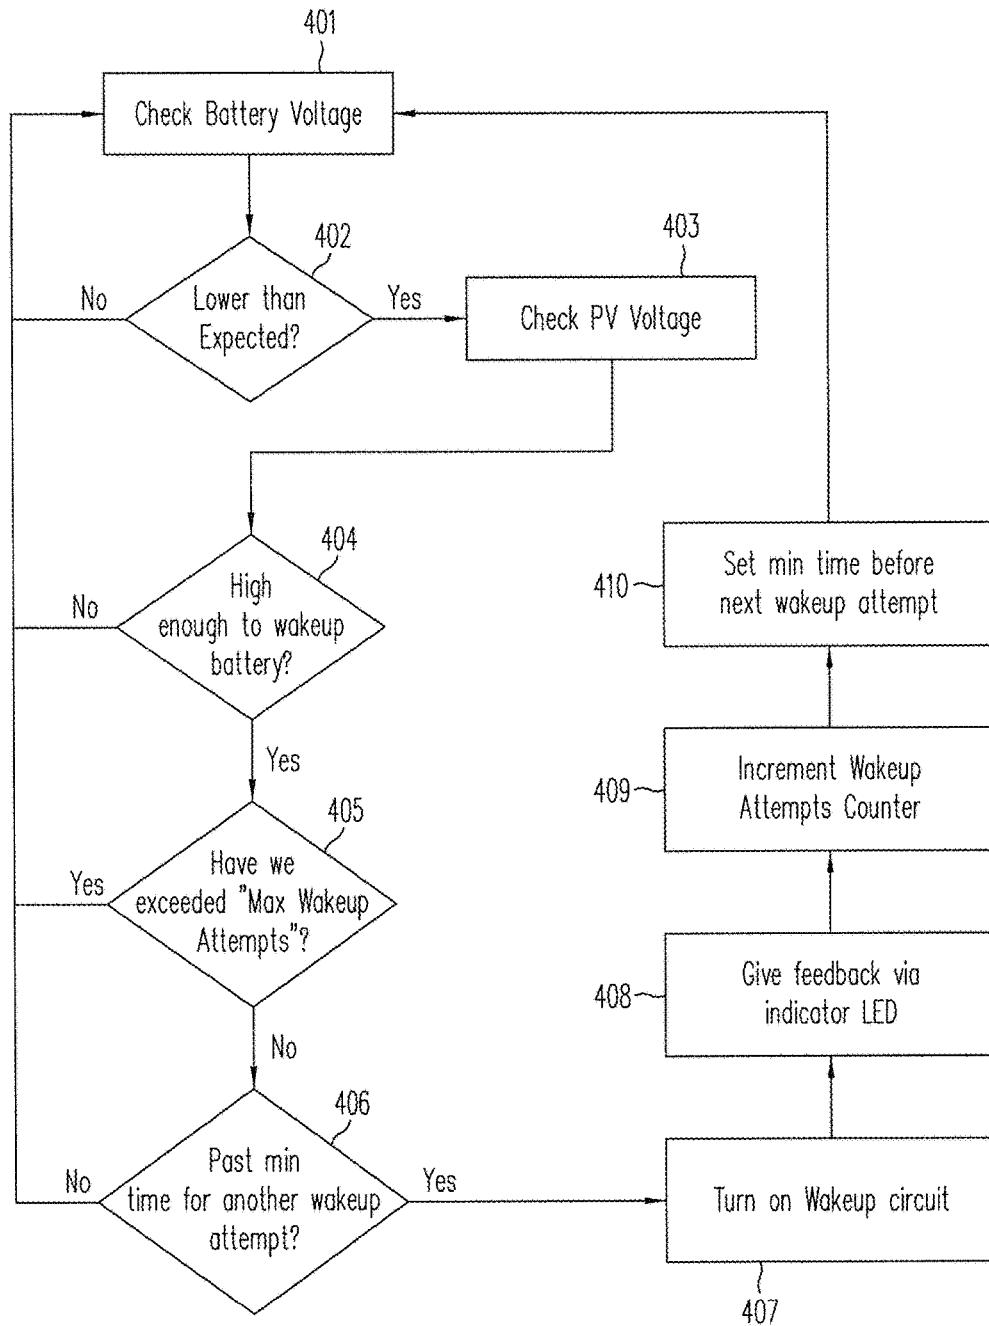 401
Check Battery Voltage
402
Lower than
Expected?
No
Yes
403
Check PV Voltage
404
High
enough to wakeup
battery?
No
Yes
405
Have we
exceeded "Max Wakeup
Attempts"?
Yes
No
406
Past min
time for another wakeup
attempt?
No
Yes
Turn on Wakeup circuit
407
408
Give feedback via
indicator LED
409
Increment Wakeup
Attempts Counter
410
Set min time before
next wakeup attempt